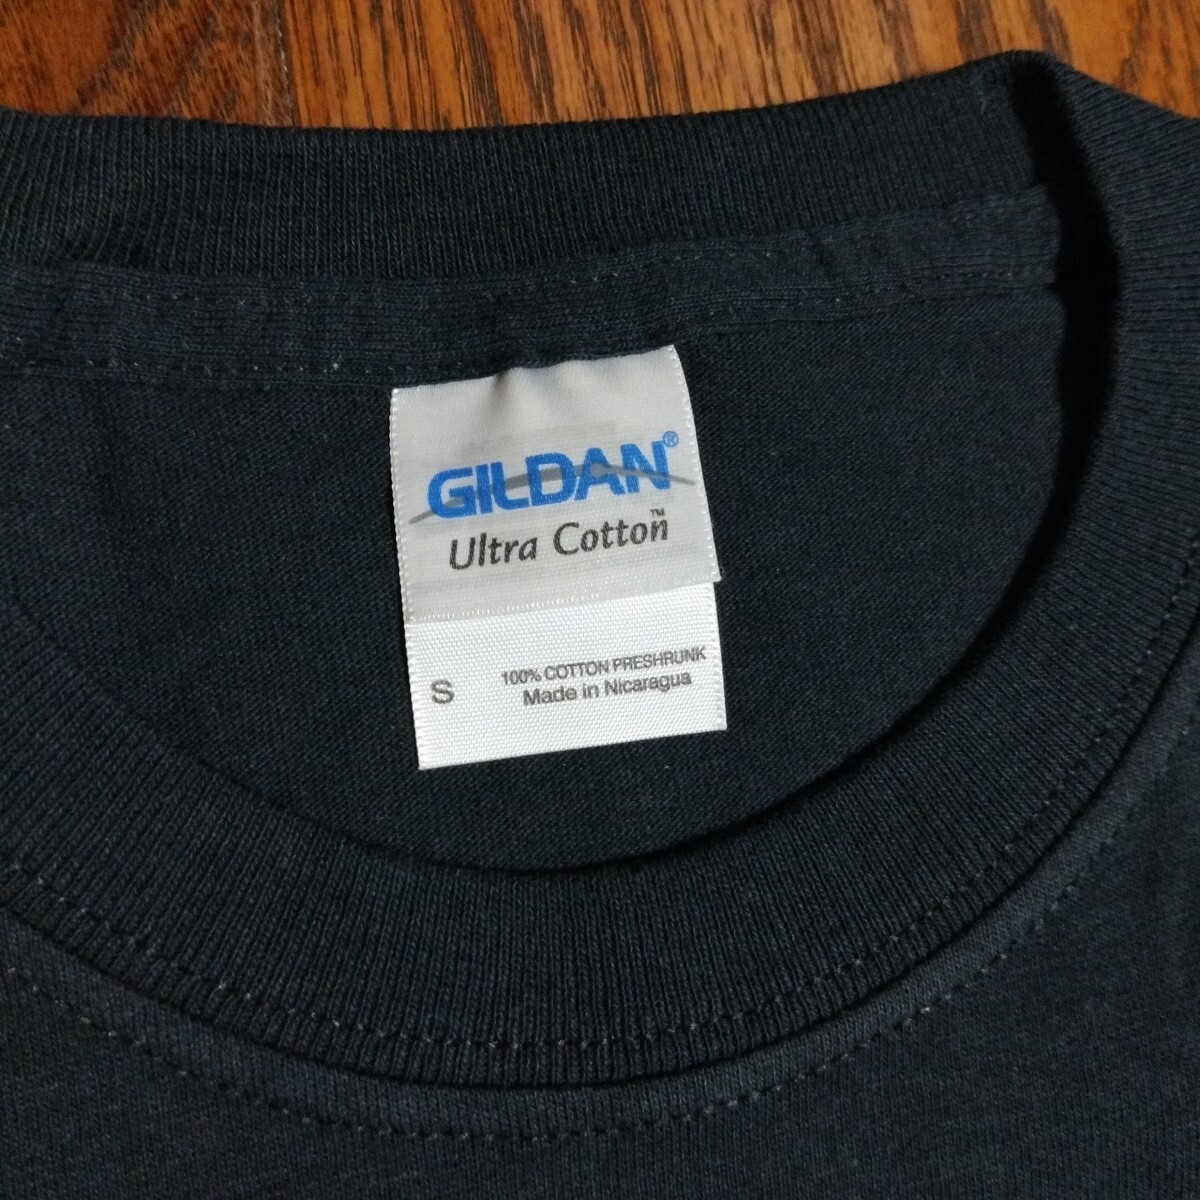 GILDAN®
Ultra Cotton™
S
100% COTTON PRESHRUNK
Made in Nicaragua